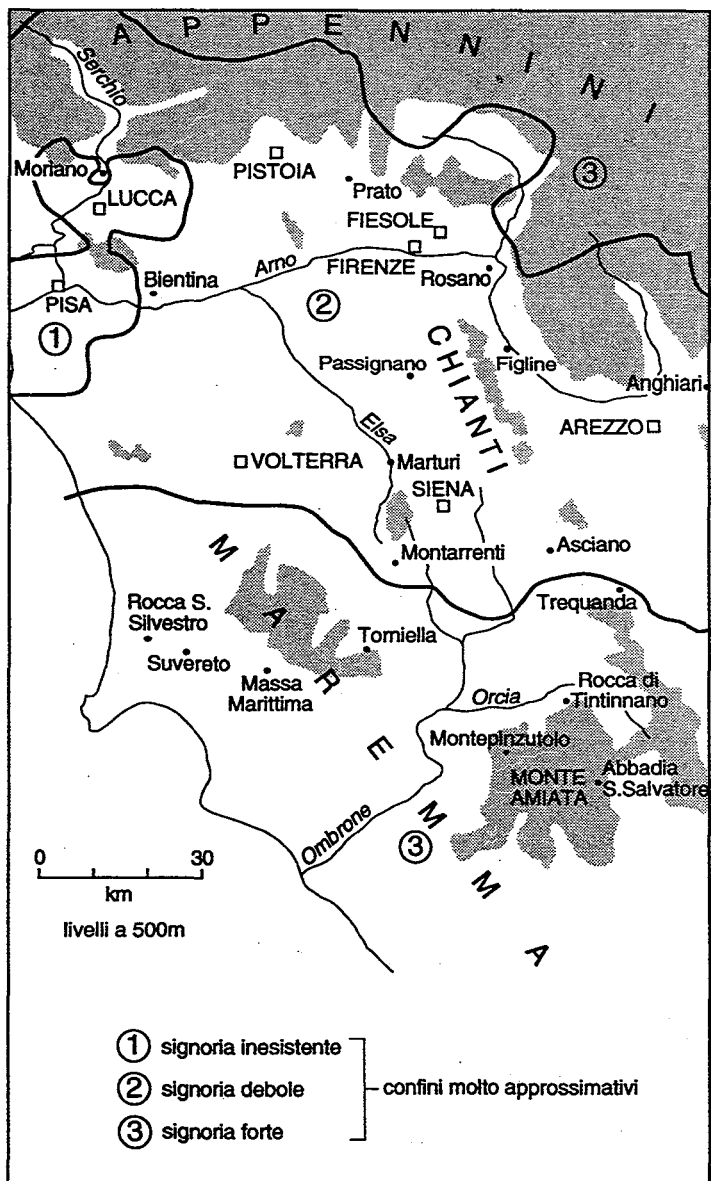 APPENNINI
Serchio
③
Moriano
PISTOIA
LUCCA
Prato
FIESOLE
Arno
FIRENZE
Rosano
Bientina
PISA
②
①
CHIANTI
Passignano
Figline
Anghiari
Elsa
AREZZO
VOLTERRA
Marturi
SIENA
Montarrenti
Asciano
MAREMMA
Trequanda
Rocca S.
Silvestro
Torniella
Suvereto
Massa
Marittima
Orcia
Rocca di
Tintinnano
Montepinzutolo
MONTE
AMIATA
Abbadia
S.Salvatore
Ombrone
③
0 30
km
livelli a 500m
① signoria inesistente
② signoria debole
③ signoria forte
confini molto approssimativi